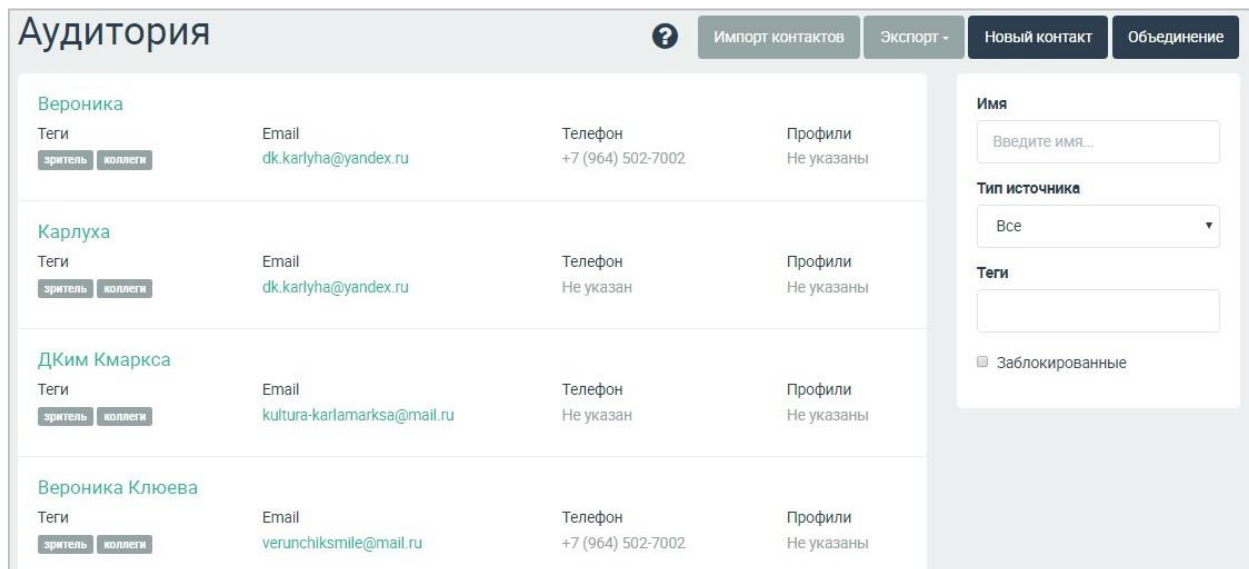 Аудитория
? Импорт контактов Экспорт Новый контакт Объединение
Вероника
Теги Email Телефон Профили
зритель коллеги dk.karlyha@yandex.ru +7 (964) 502-7002 Не указаны
Карлуха
Теги Email Телефон Профили
зритель коллеги dk.karlyha@yandex.ru Не указан Не указаны
ДКим Кмаркса
Теги Email Телефон Профили
зритель коллеги kultura-karlamarksa@mail.ru Не указан Не указаны
Вероника Клюева
Теги Email Телефон Профили
зритель коллеги verunchiksmile@mail.ru +7 (964) 502-7002 Не указаны
Имя
Введите имя...
Тип источника
Все
Теги
Заблокированные